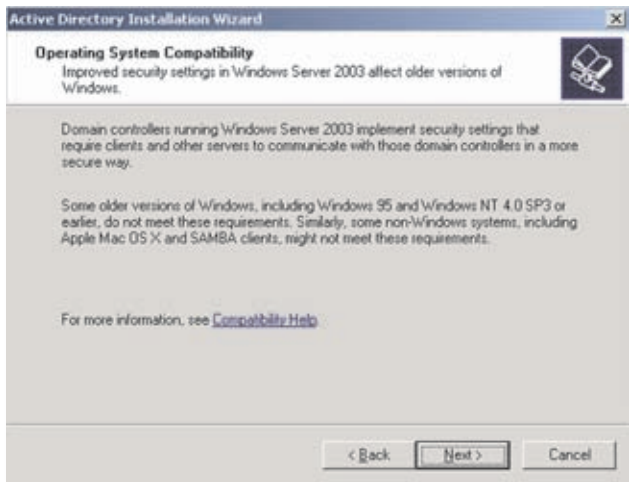 Active Directory Installation Wizard
Operating System Compatibility
Improved security settings in Windows Server 2003 affect older versions of
Windows.
Domain controllers running Windows Server 2003 implement security settings that
require clients and other servers to communicate with those domain controllers in a more
secure way.
Some older versions of Windows, including Windows 95 and Windows NT 4.0 SP3 or
earlier, do not meet these requirements. Similarly, some non-Windows systems, including
Apple Mac OS X and SAMBA clients, might not meet these requirements.
For more information, see Compatibility Help.
< Back Next > Cancel